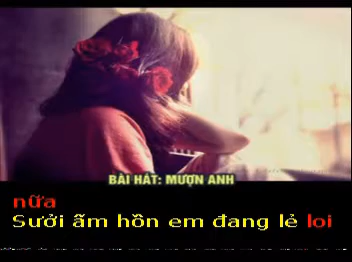 BÀI HÁT: MƯỢN ANH
nữa
Sưởi ấm hồn em đang lẻ loi